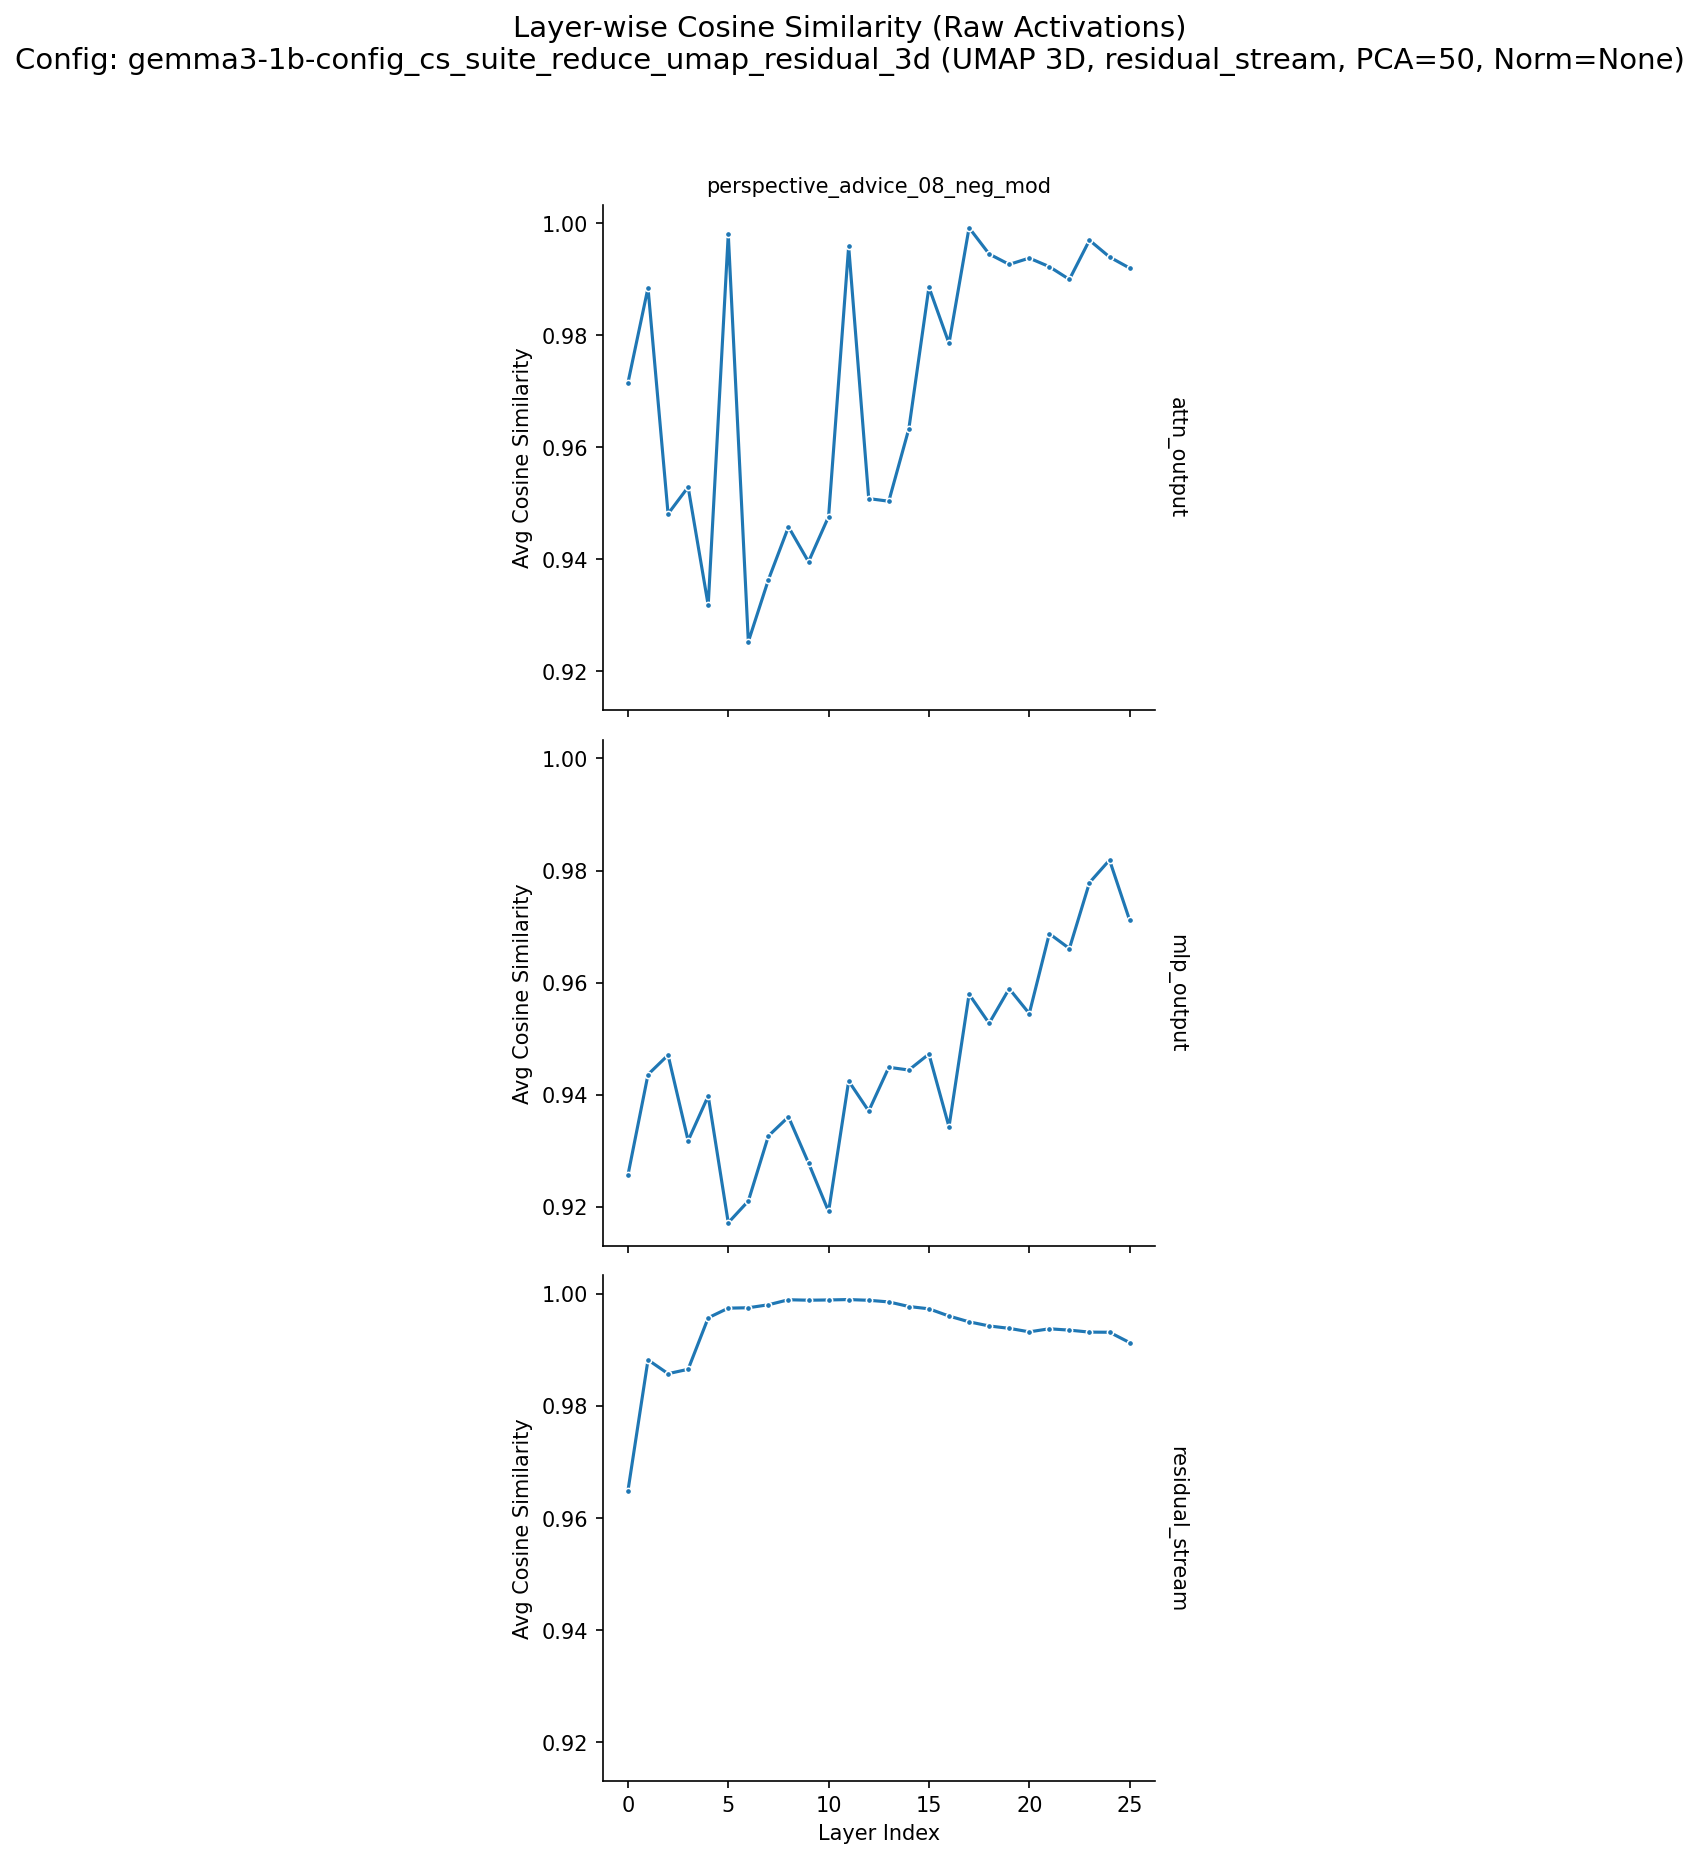 Layer-wise Cosine Similarity (Raw Activations)
Config: gemma3-1b-config_cs_suite_reduce_umap_residual_3d (UMAP 3D, residual_stream, PCA=50, Norm=None)
perspective_advice_08_neg_mod
1.00
0.98
0.96
0.94
0.92
Avg Cosine Similarity
attn_output
1.00
0.98
0.96
0.94
0.92
Avg Cosine Similarity
mlp_output
1.00
0.98
0.96
0.94
0.92
Avg Cosine Similarity
residual_stream
0 5 10 15 20 25
Layer Index